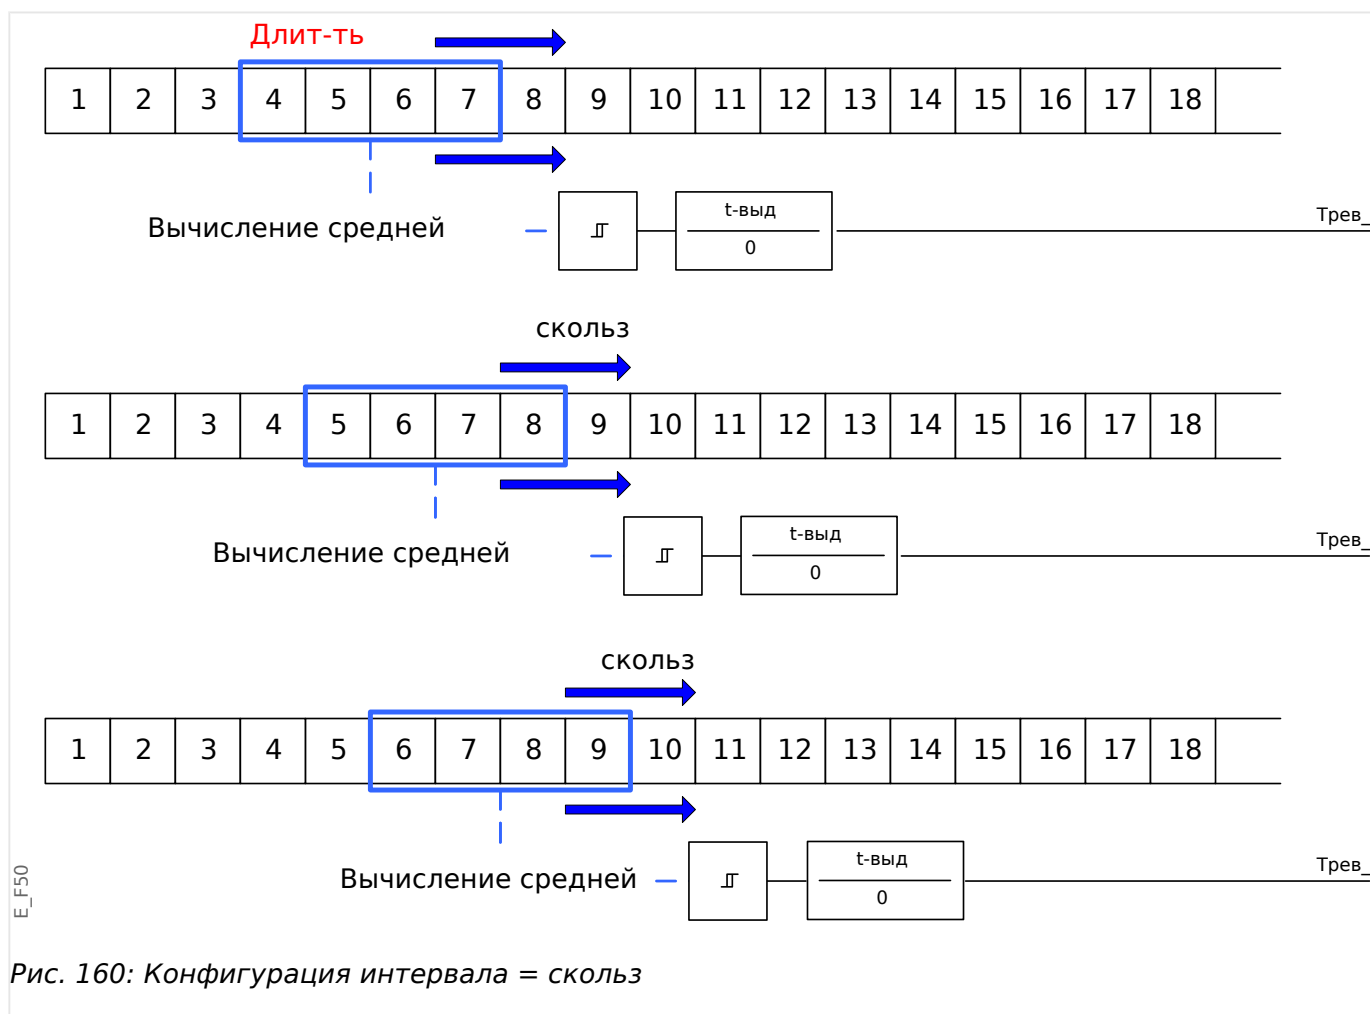 Длит-ть
1 2 3 4 5 6 7 8 9 10 11 12 13 14 15 16 17 18
t-выд
Трев_
Вычисление средней
0
скольз
1 2 3 4 5 6 7 8 9 10 11 12 13 14 15 16 17 18
t-выд
Трев_
Вычисление средней
0
скольз
1 2 3 4 5 6 7 8 9 10 11 12 13 14 15 16 17 18
t-выд
Трев_
Вычисление средней
0
E_F50
Рис. 160: Конфигурация интервала = скольз